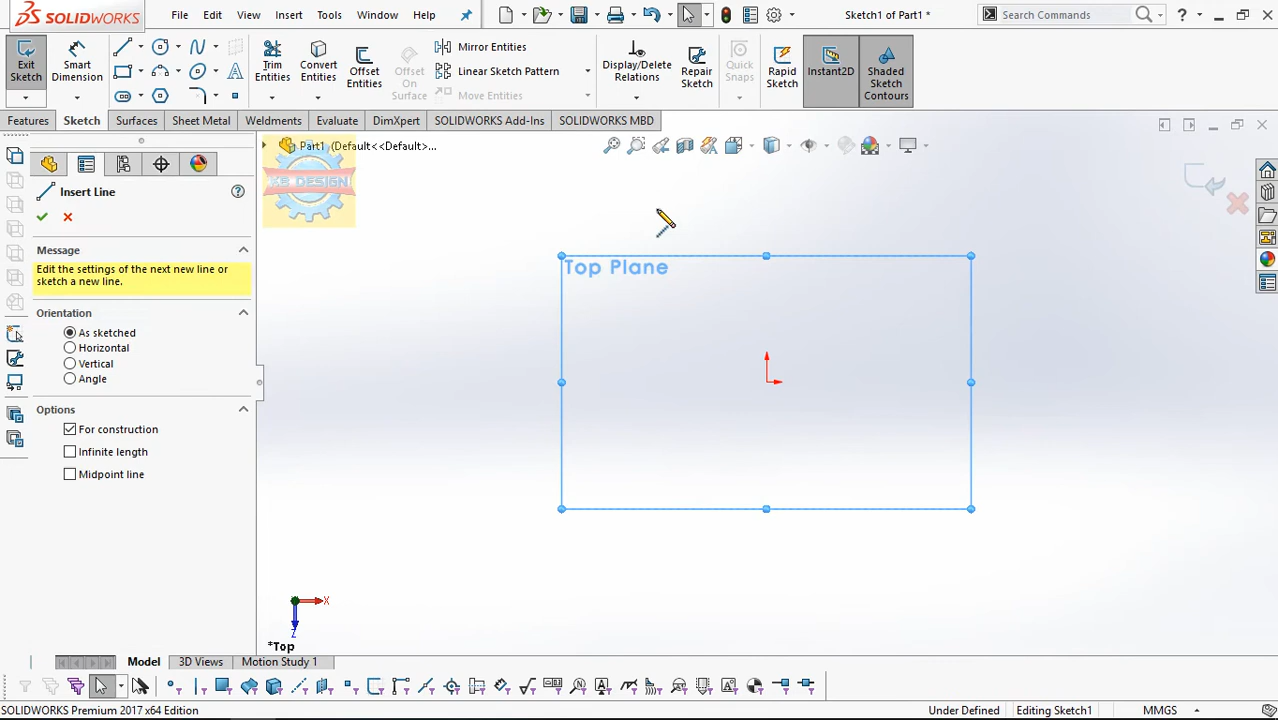 SOLIDWORKS
File Edit View Insert Tools Window Help
Sketch1 of Part1 *
Search Commands
Exit Sketch
Smart Dimension
Trim Entities
Convert Entities
Offset Entities
Offset On Surface
Mirror Entities
Linear Sketch Pattern
Move Entities
Display/Delete Relations
Repair Sketch
Quick Snaps
Rapid Sketch
Instant2D
Shaded Sketch Contours
Features Sketch Surfaces Sheet Metal Weldments Evaluate DimXpert SOLIDWORKS Add-Ins SOLIDWORKS MBD
Part1 (Default<<Default>...
KB DESIGN
Insert Line
Message
Edit the settings of the next new line or
sketch a new line.
Orientation
As sketched
Horizontal
Vertical
Angle
Options
For construction
Infinite length
Midpoint line
Top Plane
X
Z
*Top
Model 3D Views Motion Study 1
SOLIDWORKS Premium 2017 x64 Edition
Under Defined Editing Sketch1 MMGS